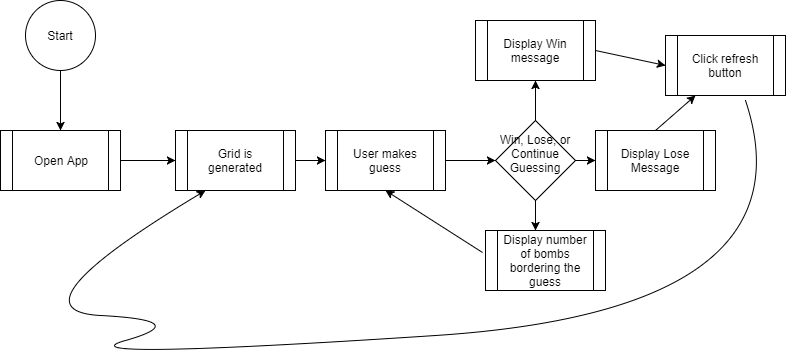 Start
Display Win
message
Click refresh
button
Open App
Grid is
generated
User makes
guess
Win, Lose, or
Continue
Guessing
Display Lose
Message
Display number
of bombs
bordering the
guess